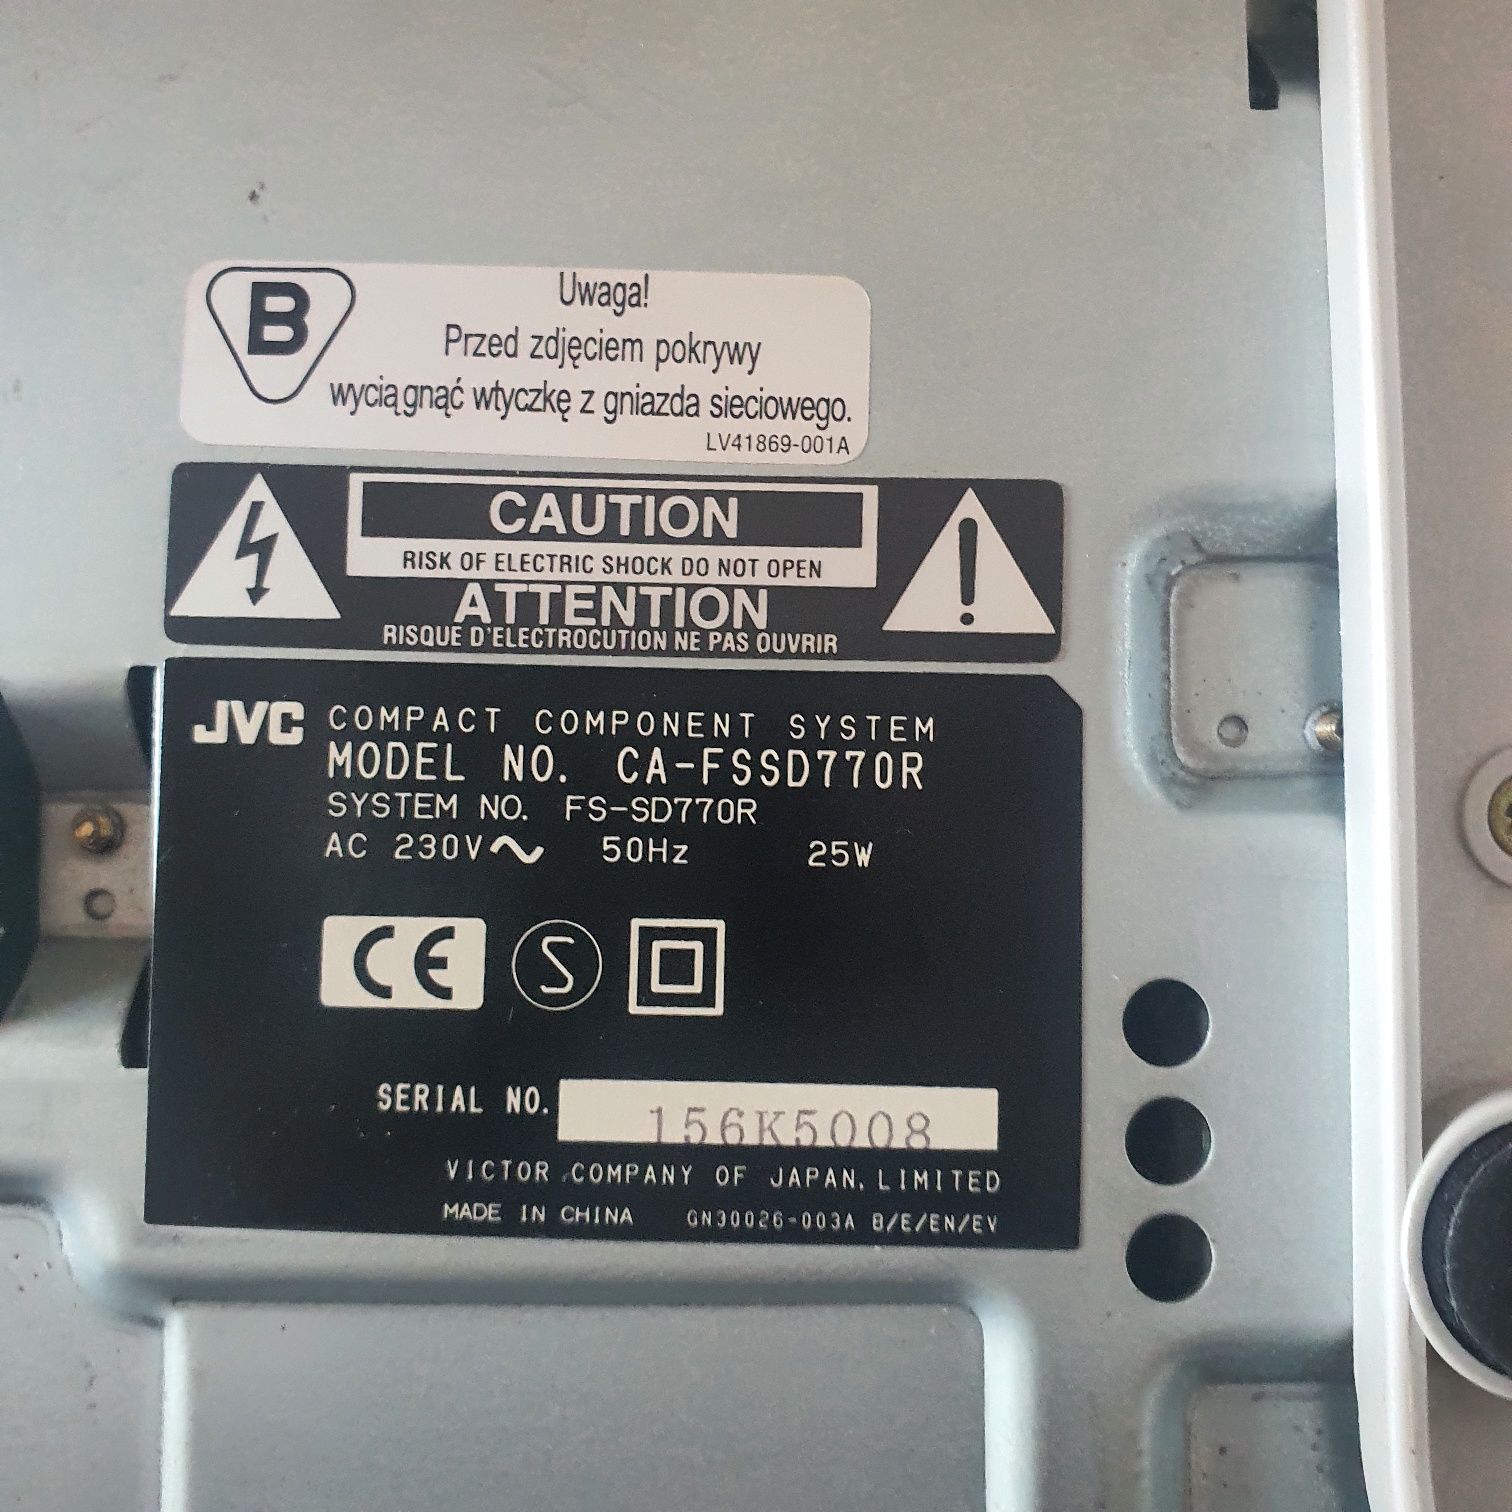 B
Uwaga!
Przed zdjęciem pokrywy
wyciągnąć wtyczkę z gniazda sieciowego.
LV41869-001A
CAUTION
RISK OF ELECTRIC SHOCK DO NOT OPEN
ATTENTION
RISQUE D'ELECTROCUTION NE PAS OUVRIR
JVC COMPACT COMPONENT SYSTEM
MODEL NO. CA-FSSD770R
SYSTEM NO. FS-SD770R
AC 230V~ 50Hz 25W
CE S
SERIAL NO. 156K5008
VICTOR COMPANY OF JAPAN, LIMITED
MADE IN CHINA GN30026-003A B/E/EN/EV